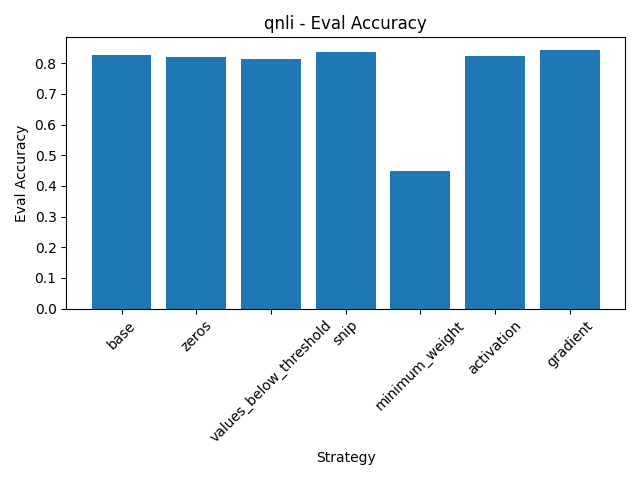 qnli - Eval Accuracy
Eval Accuracy
0.8
0.7
0.6
0.5
0.4
0.3
0.2
0.1
0.0
base
zeros
values_below_threshold
snip
minimum_weight
activation
gradient
Strategy